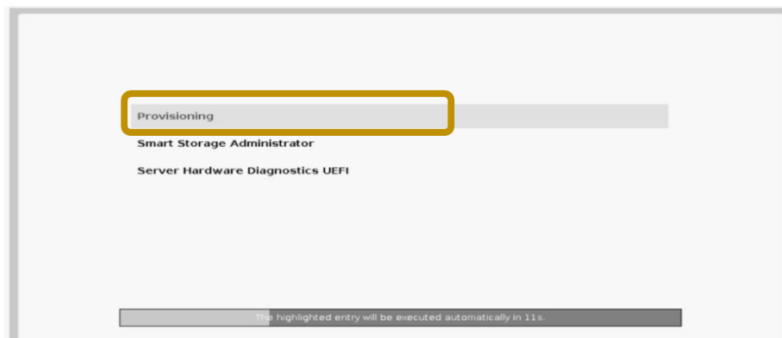 Provisioning
Smart Storage Administrator
Server Hardware Diagnostics UEFI
The highlighted entry will be executed automatically in 11s.